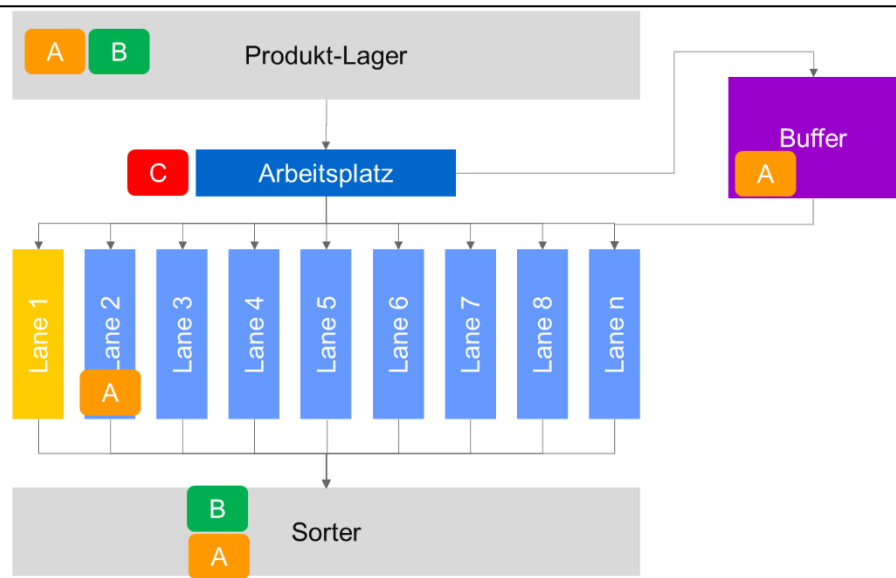 A B
Produkt-Lager
Buffer
A
C
Arbeitsplatz
Lane 1
Lane 2
Lane 3
Lane 4
Lane 5
Lane 6
Lane 7
Lane 8
Lane n
A
B
Sorter
A